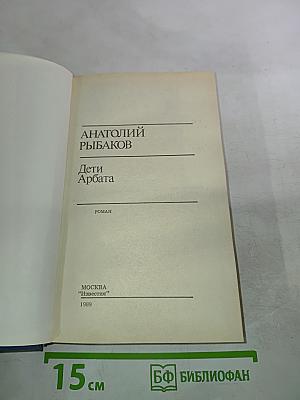 АНАТОЛИЙ
РЫБАКОВ
Дети
Арбата
РОМАН
МОСКВА
"Известия"
1989
15 см
БФ БИБЛИОФАН